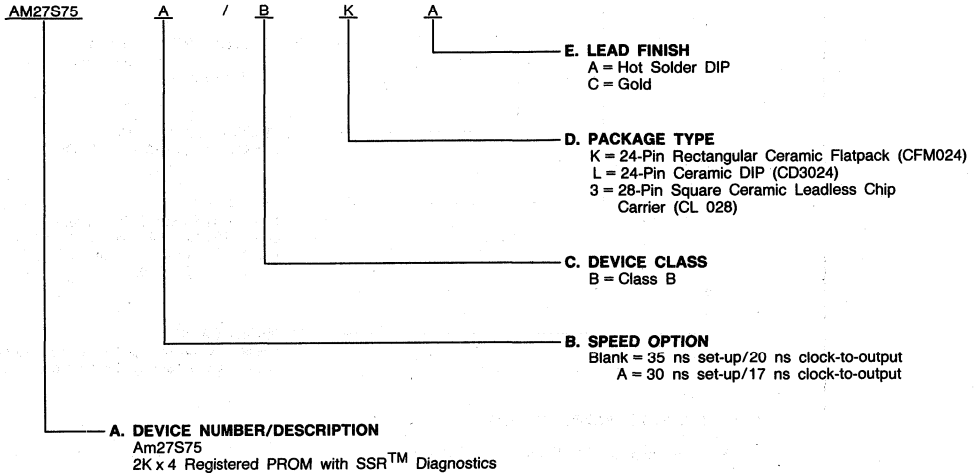 AM27S75 A / B K A
E. LEAD FINISH
A = Hot Solder DIP
C = Gold
D. PACKAGE TYPE
K = 24-Pin Rectangular Ceramic Flatpack (CFM024)
L = 24-Pin Ceramic DIP (CD3024)
3 = 28-Pin Square Ceramic Leadless Chip
Carrier (CL 028)
C. DEVICE CLASS
B = Class B
B. SPEED OPTION
Blank = 35 ns set-up/20 ns clock-to-output
A = 30 ns set-up/17 ns clock-to-output
A. DEVICE NUMBER/DESCRIPTION
Am27S75
2K x 4 Registered PROM with SSR™ Diagnostics